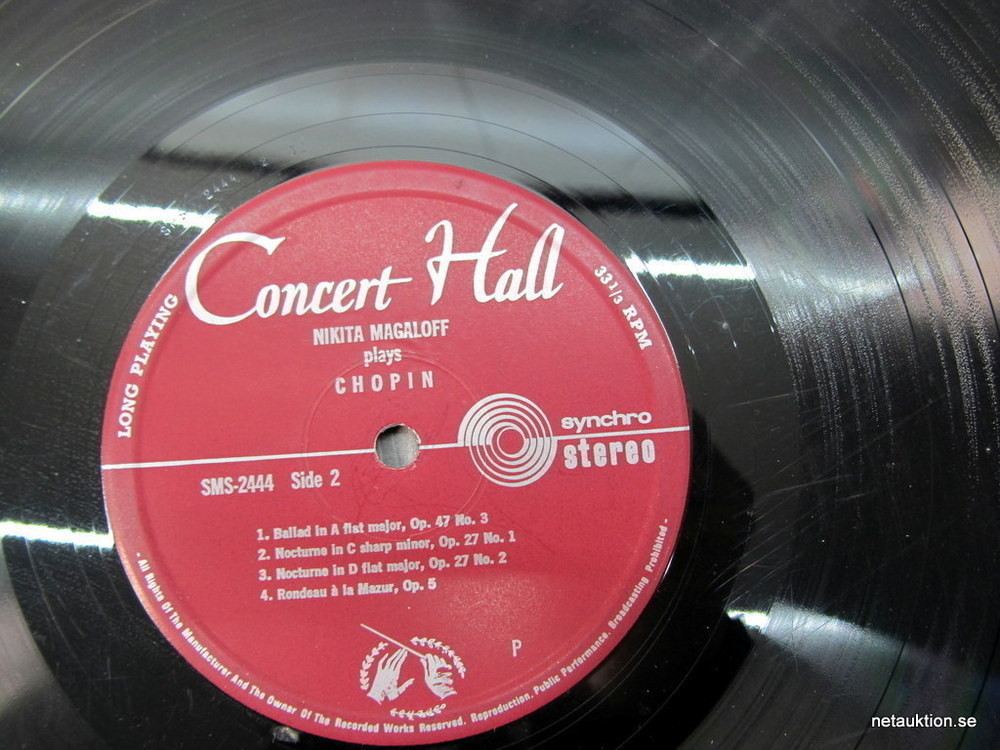 Concert Hall
LONG PLAYING
33 1/3 RPM
NIKITA MAGALOFF
plays
CHOPIN
synchro
stereo
SMS-2444 Side 2
1. Ballad in A flat major, Op. 47 No. 3
2. Nocturne in C sharp minor, Op. 27 No. 1
3. Nocturne in D flat major, Op. 27 No. 2
4. Rondeau à la Mazur, Op. 5
P
- All Rights Of The Manufacturer And The Owner Of The Recorded Works Reserved. Reproduction, Public Performance, Broadcasting Prohibited -
netauktion.se